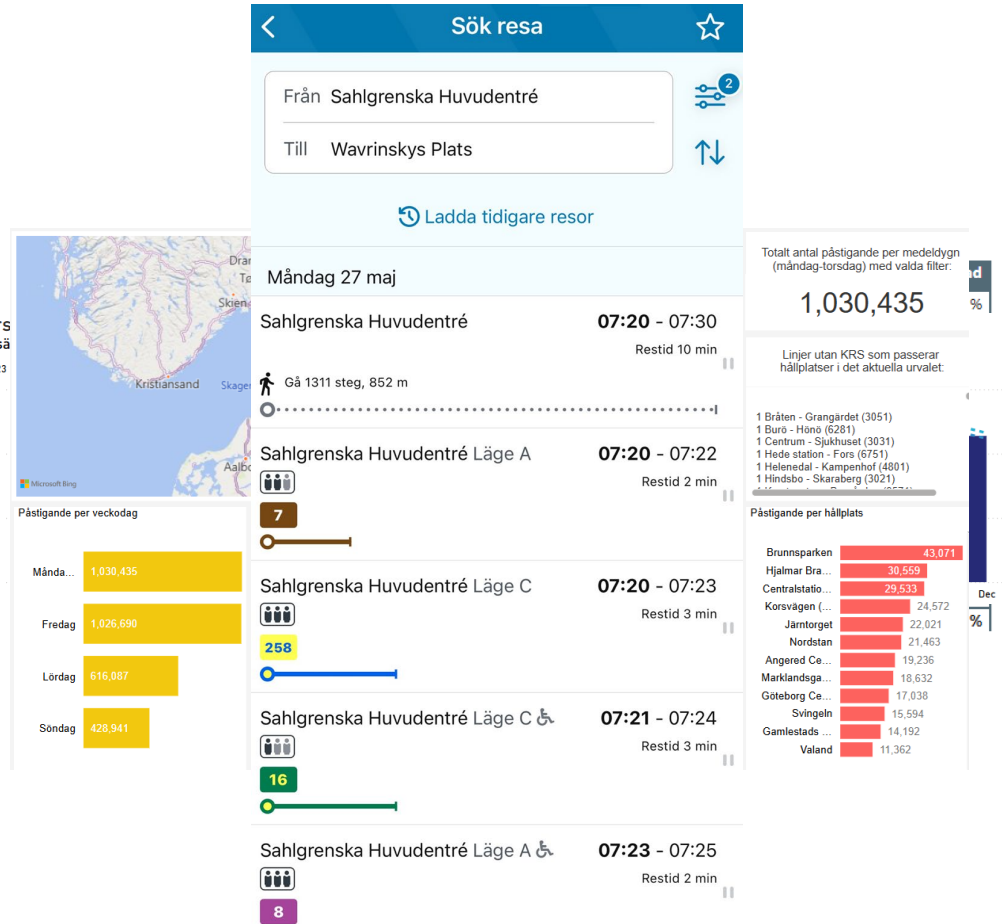 Sök resa
Från Sahlgrenska Huvudentré
2
Till Wavrinskys Plats
Ladda tidigare resor
Måndag 27 maj
Sahlgrenska Huvudentré 07:20 - 07:30
Restid 10 min
Gå 1311 steg, 852 m
Sahlgrenska Huvudentré Läge A 07:20 - 07:22
Restid 2 min
7
Sahlgrenska Huvudentré Läge C 07:20 - 07:23
Restid 3 min
258
Sahlgrenska Huvudentré Läge C 07:21 - 07:24
Restid 3 min
16
Sahlgrenska Huvudentré Läge A 07:23 - 07:25
Restid 2 min
8
Skien
Kristiansand
Microsoft Bing
Påstigande per veckodag
Månda... 1,030,435
Fredag 1,026,690
Lördag 616,087
Söndag 428,941
Totalt antal påstigande per medeldygn
(måndag-torsdag) med valda filter:
1,030,435
Linjer utan KRS som passerar
hållplatser i det aktuella urvalet:
1 Bråten - Grangärdet (3051)
1 Burö - Hönö (6281)
1 Centrum - Sjukhuset (3031)
1 Hede station - Fors (6751)
1 Helenedal - Kampenhof (4801)
1 Hindsbo - Skaraberg (3021)
Påstigande per hållplats
Brunnsparken 43,071
Hjalmar Bra... 30,559
Centralstatio... 29,533
Korsvägen (... 24,572
Järntorget 22,021
Nordstan 21,463
Angered Ce... 19,236
Marklandsga... 18,632
Göteborg Ce... 17,038
Svingeln 15,594
Gamlestads ... 14,192
Valand 11,362
%
Dec
%